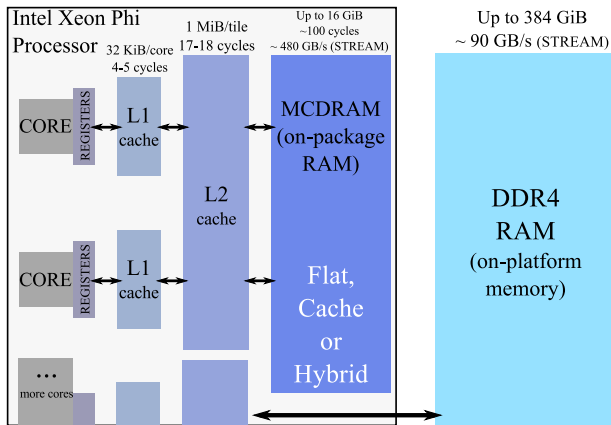 Intel Xeon Phi
Processor
32 KiB/core
4-5 cycles
1 MiB/tile
17-18 cycles
Up to 16 GiB
~100 cycles
~ 480 GB/s (STREAM)
Up to 384 GiB
~ 90 GB/s (STREAM)
CORE
REGISTERS
L1
cache
L2
cache
MCDRAM
(on-package
RAM)
DDR4
RAM
(on-platform
memory)
CORE
REGISTERS
L1
cache
Flat,
Cache
or
Hybrid
...
more cores